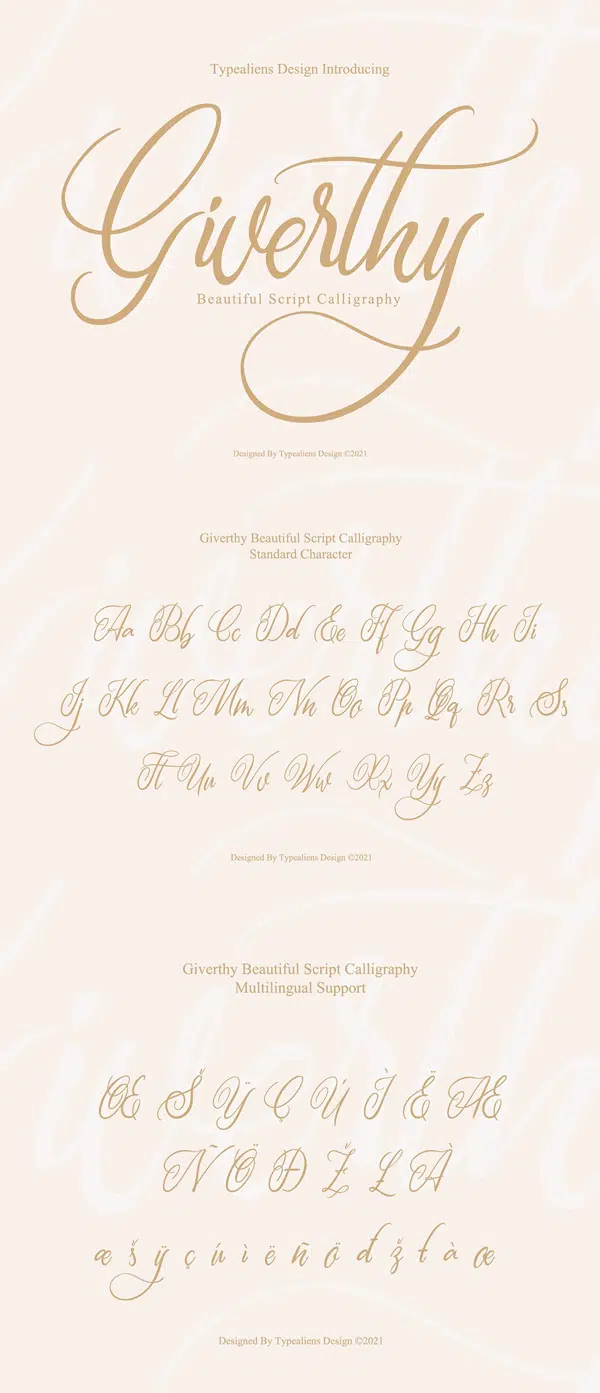 Typealiens Design Introducing
Giverthy
Beautiful Script Calligraphy
Designed By Typealiens Design ©2021
Giverthy Beautiful Script Calligraphy
Standard Character
Aa Bb Cc Dd Ee Ff Gg Hh Ii
Jj Kk Ll Mm Nn Oo Pp Qq Rr Ss
Tt Uu Vv Ww Xx Yy Zz
Designed By Typealiens Design ©2021
Giverthy Beautiful Script Calligraphy
Multilingual Support
Œ Š Ÿ Ç Ú Ì Ë Æ
Ñ Ö Đ Ž Ł À
æ š ÿ ç ú ì ë ñ ö đ ž ł à œ
Designed By Typealiens Design ©2021